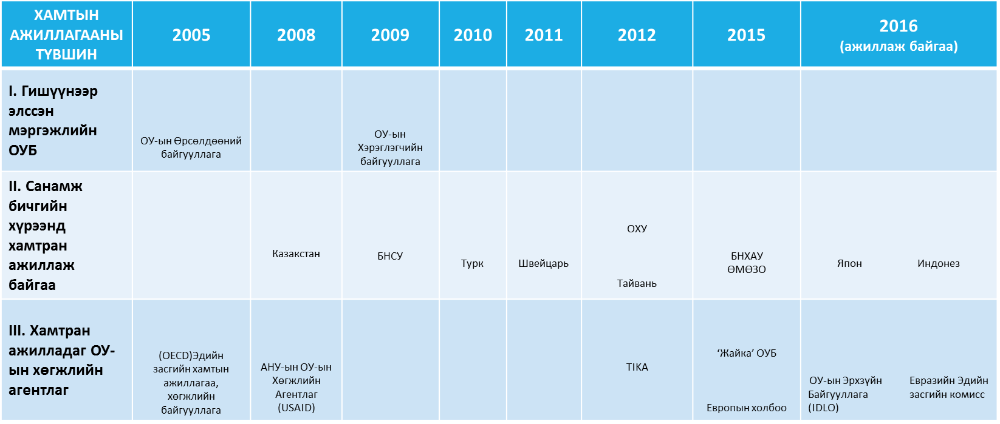 ХАМТЫН
АЖИЛЛАГААНЫ
ТҮВШИН
2005
2008
2009
2010
2011
2012
2015
2016
(ажиллаж байгаа)
I. Гишүүнээр
элссэн
мэргэжлийн
ОУБ
ОУ-ын Өрсөлдөөний
байгууллага
ОУ-ын
Хэрэглэгчийн
байгууллага
II. Санамж
бичгийн
хүрээнд
хамтран
ажиллаж
байгаа
Казакстан
БНСУ
Турк
Швейцарь
ОХУ
Тайвань
БНХАУ
ӨМӨЗО
Япон
Индонез
III. Хамтран
ажилладаг ОУ-
ын хөгжлийн
агентлаг
(OECD)Эдийн
засгийн хамтын
ажиллагаа,
хөгжлийн
байгууллага
АНУ-ын ОУ-ын
Хөгжлийн
Агентлаг
(USAID)
TIKA
‘Жайка’ ОУБ
Европын холбоо
ОУ-ын Эрхзүйн
Байгууллага
(IDLO)
Евразийн Эдийн
засгийн комисс